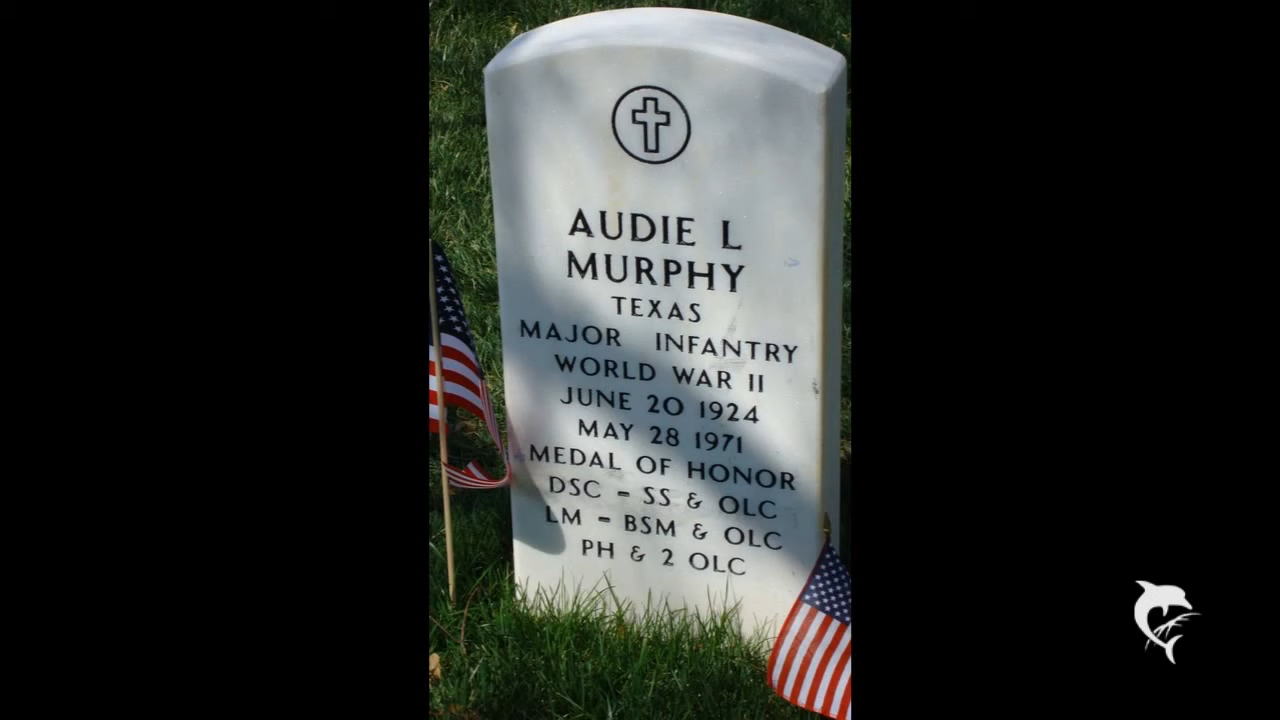 AUDIE L
MURPHY
TEXAS
MAJOR INFANTRY
WORLD WAR II
JUNE 20 1924
MAY 28 1971
MEDAL OF HONOR
DSC - SS & OLC
LM - BSM & OLC
PH & 2 OLC